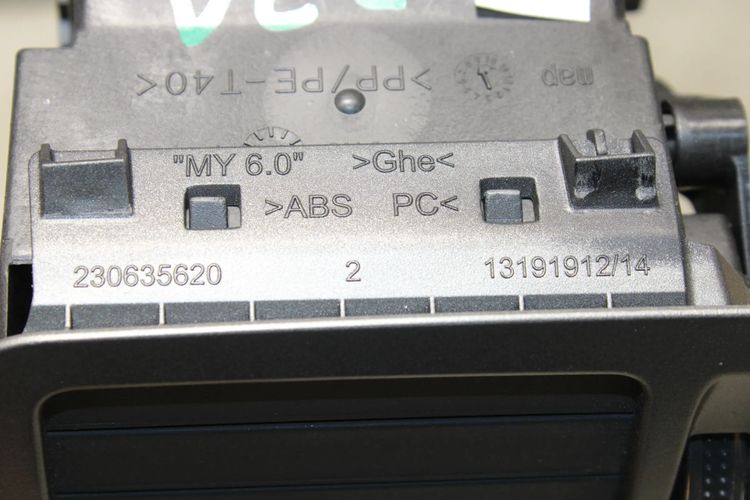 map >PP/PE-T40<
"MY 6.0" >Ghe<
>ABS PC<
230635620 2 13191912/14